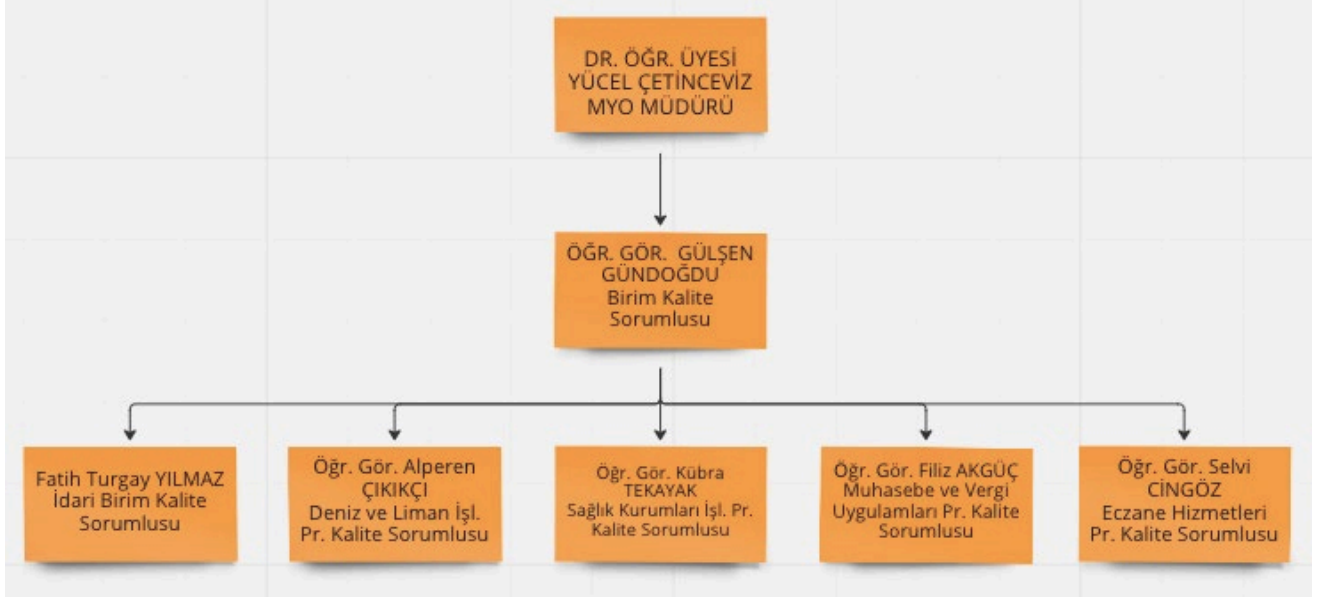 DR. ÖĞR. ÜYESİ
YÜCEL ÇETİNCEVİZ
MYO MÜDÜRÜ
ÖĞR. GÖR. GÜLŞEN
GÜNDOĞDU
Birim Kalite
Sorumlusu
Fatih Turgay YILMAZ
İdari Birim Kalite
Sorumlusu
Öğr. Gör. Alperen
ÇIKIKÇI
Deniz ve Liman İşl.
Pr. Kalite Sorumlusu
Öğr. Gör. Kübra
TEKAYAK
Sağlık Kurumları İşl. Pr.
Kalite Sorumlusu
Öğr. Gör. Filiz AKGÜÇ
Muhasebe ve Vergi
Uygulamları Pr. Kalite
Sorumlusu
Öğr. Gör. Selvi
CİNGÖZ
Eczane Hizmetleri
Pr. Kalite Sorumlusu